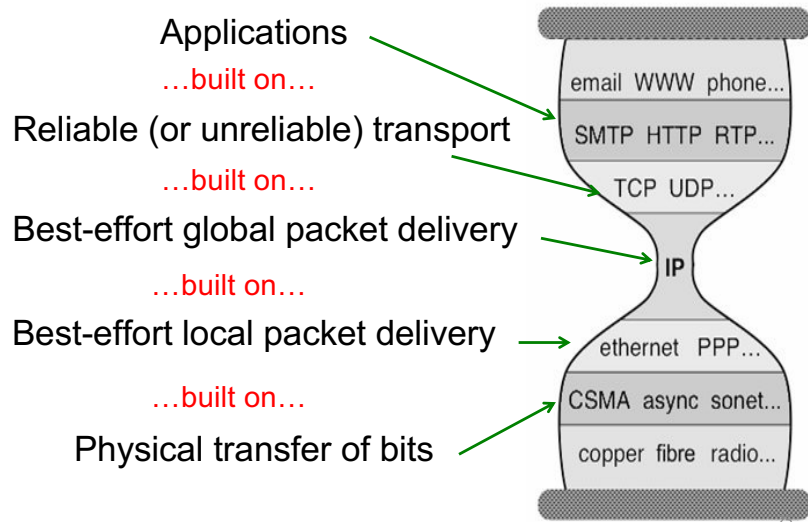 Applications
…built on…
Reliable (or unreliable) transport
…built on…
Best-effort global packet delivery
…built on…
Best-effort local packet delivery
…built on…
Physical transfer of bits
email WWW phone...
SMTP HTTP RTP...
TCP UDP...
IP
ethernet PPP...
CSMA async sonet...
copper fibre radio...